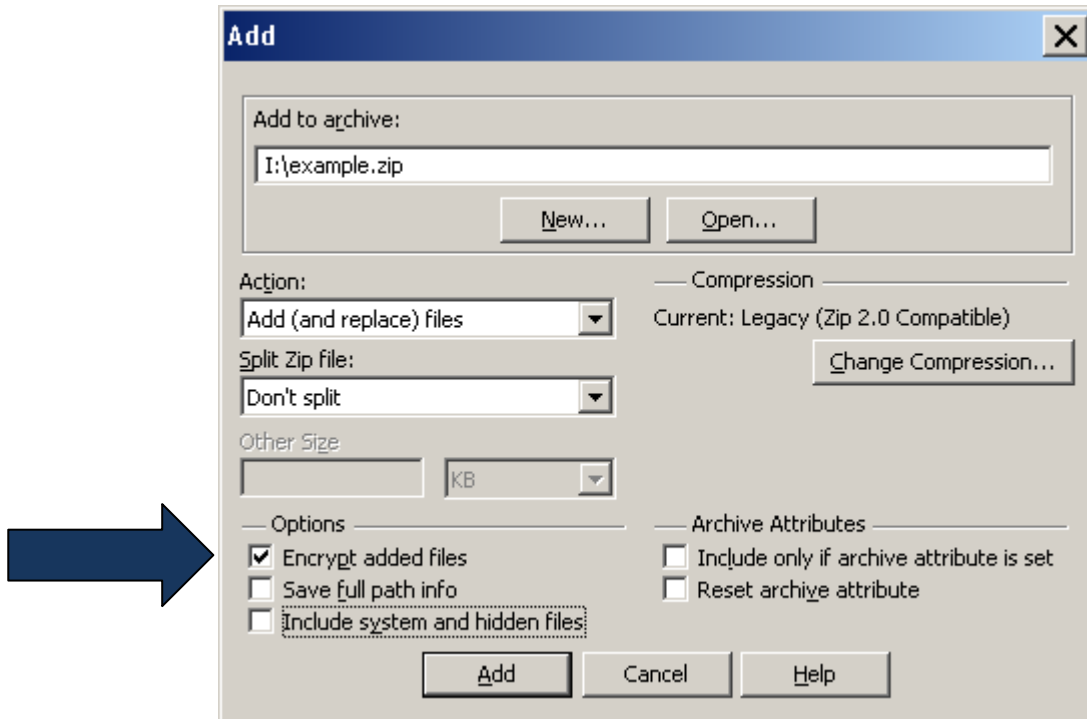 Add
Add to archive:
I:\example.zip
New...
Open...
Action:
Add (and replace) files
Split Zip file:
Don't split
Other Size
KB
Compression
Current: Legacy (Zip 2.0 Compatible)
Change Compression...
Options
Encrypt added files
Save full path info
Include system and hidden files
Archive Attributes
Include only if archive attribute is set
Reset archive attribute
Add
Cancel
Help